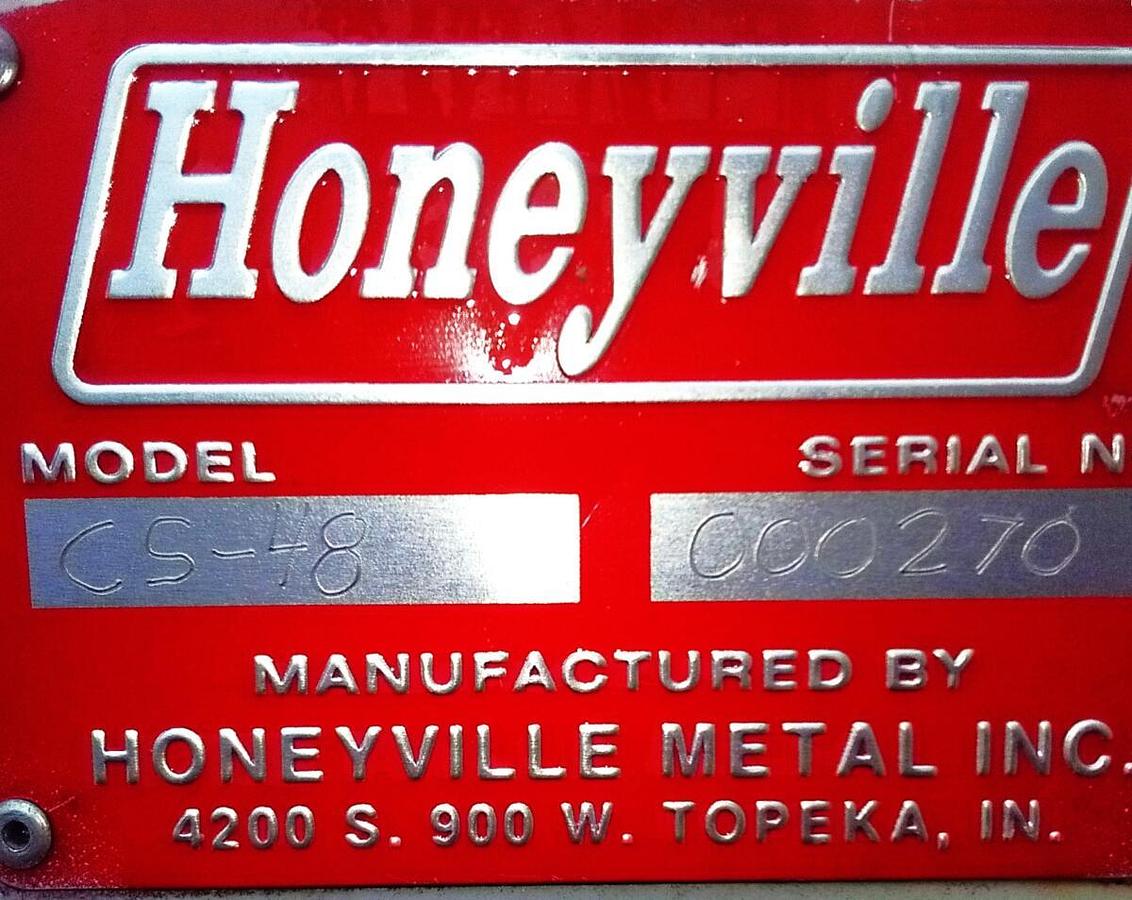 Honeyville
MODEL SERIAL N
CS-48 000270
MANUFACTURED BY
HONEYVILLE METAL INC.
4200 S. 900 W. TOPEKA, IN.